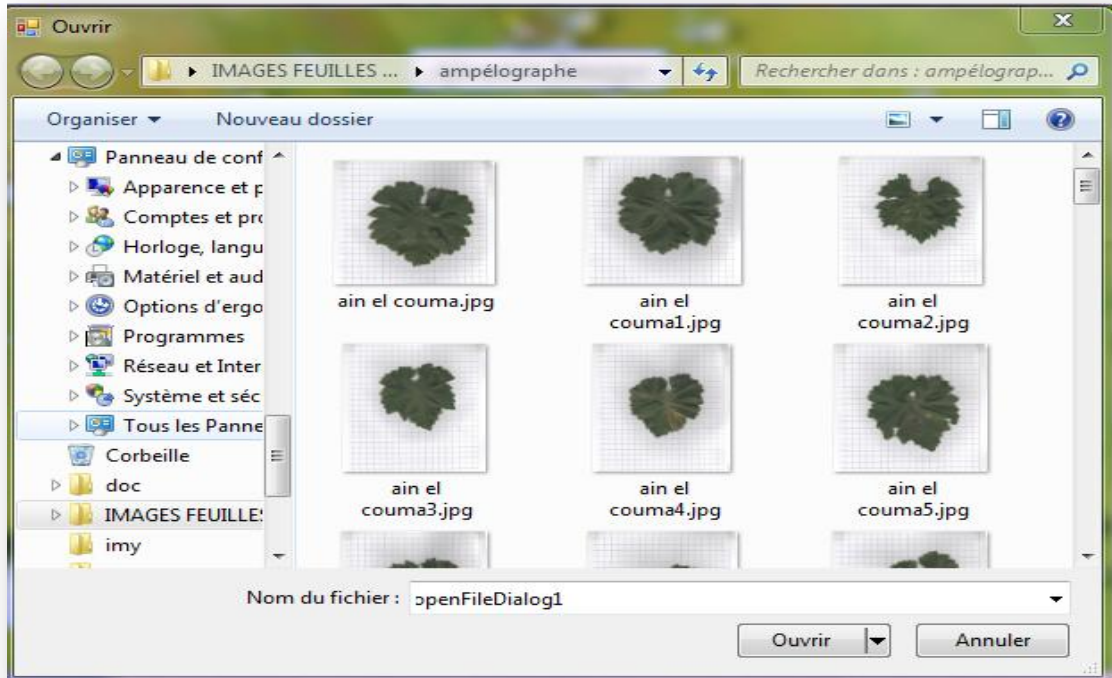 Ouvrir
IMAGES FEUILLES ... ampélographe
Rechercher dans : ampélograp...
Organiser
Nouveau dossier
Panneau de conf
Apparence et p
Comptes et pro
Horloge, langu
Matériel et aud
Options d'ergo
Programmes
Réseau et Inter
Système et séc
Tous les Panne
Corbeille
doc
IMAGES FEUILLE
imy
ain el couma.jpg
ain el
couma1.jpg
ain el
couma2.jpg
ain el
couma3.jpg
ain el
couma4.jpg
ain el
couma5.jpg
Nom du fichier :
openFileDialog1
Ouvrir
Annuler